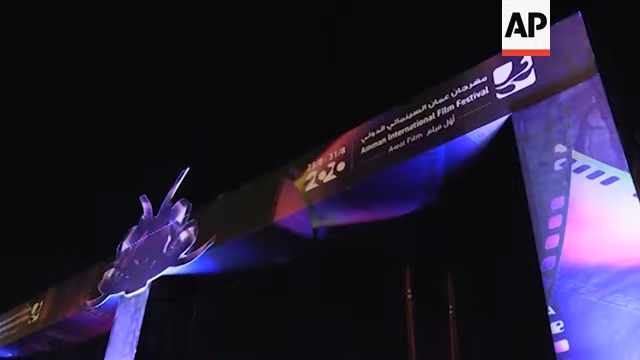 AP
مهرجان عمان السينمائي الدولي
Amman International Film Festival
أول فيلم
Awal Film
2020